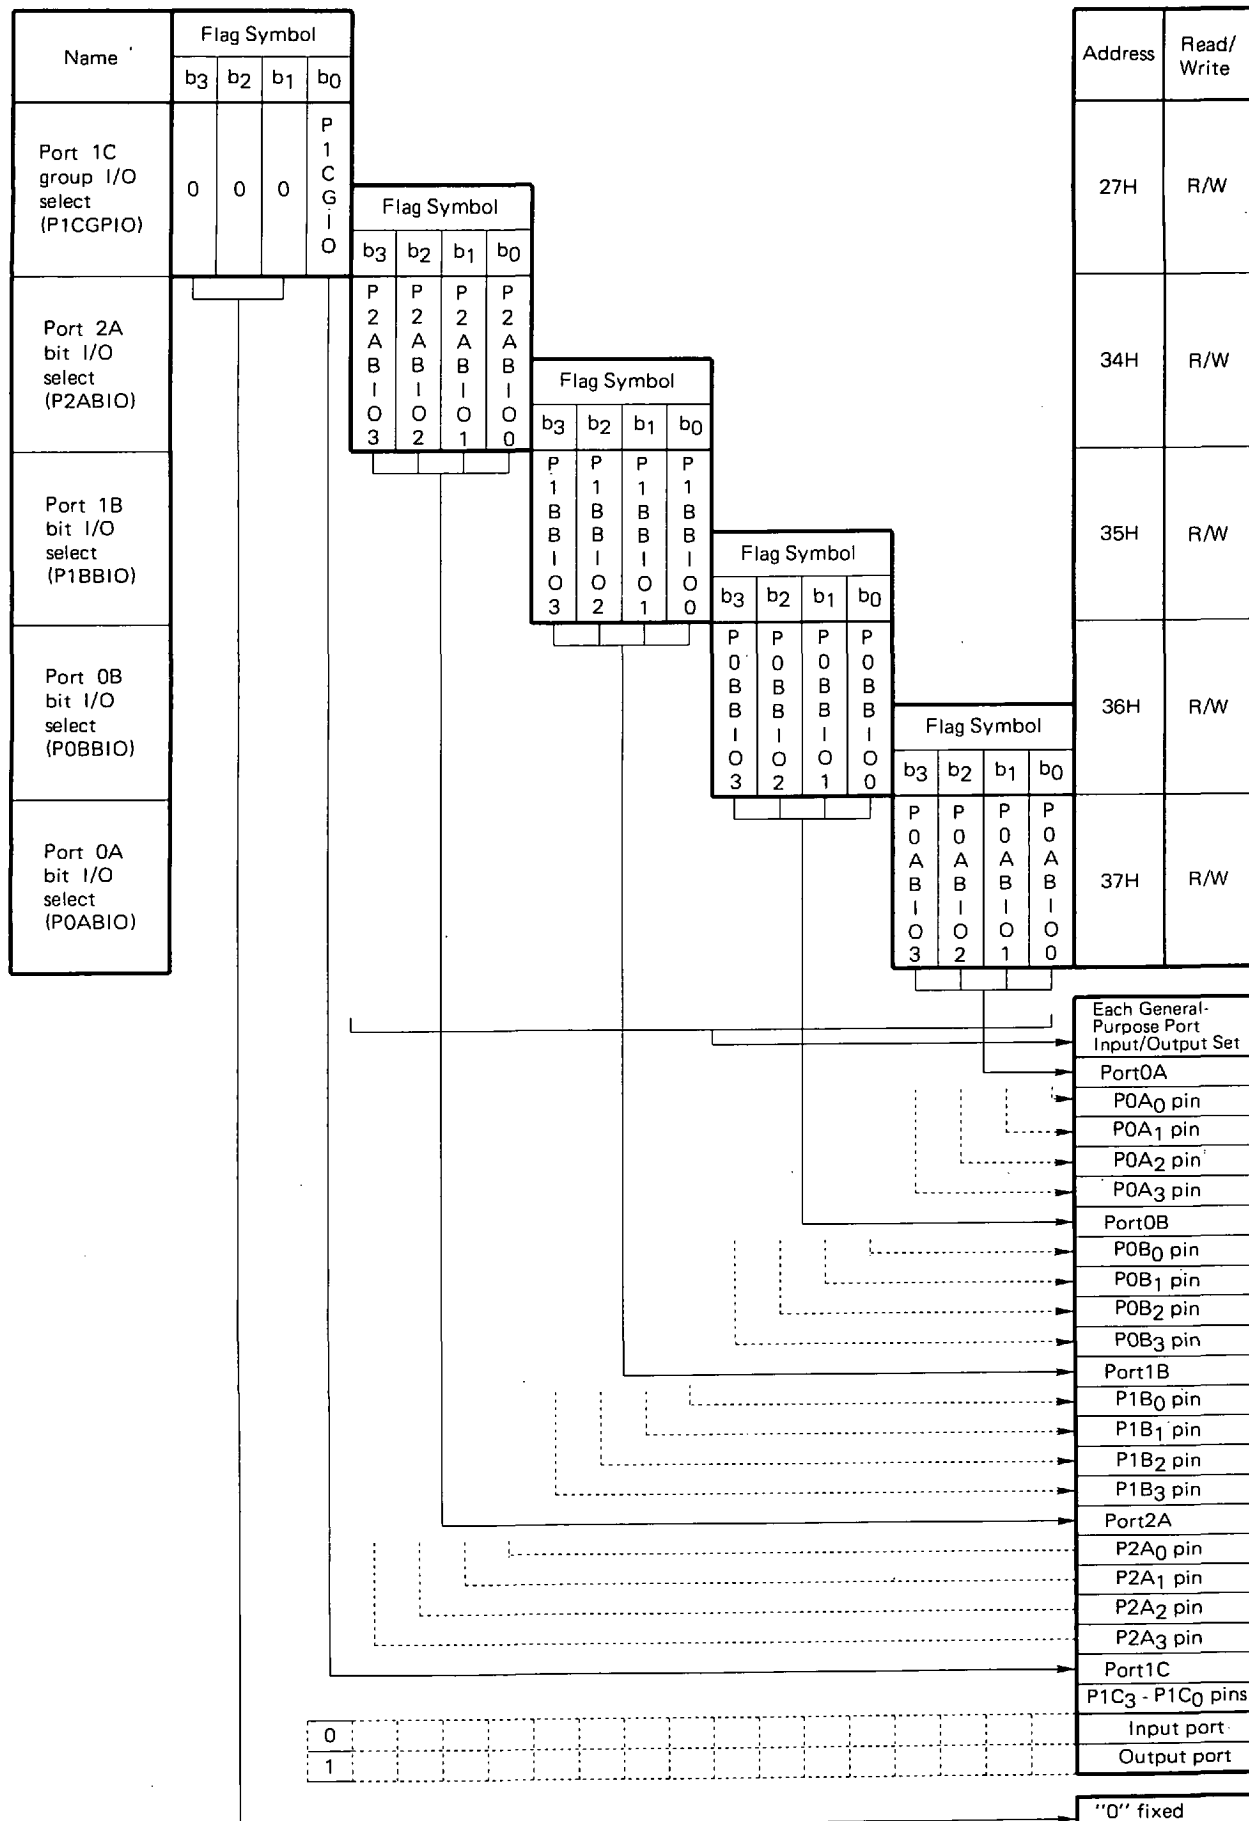 Name
Flag Symbol
b3 b2 b1 b0
Address
Read/
Write
Port 1C
group I/O
select
(P1CGPIO)
0 0 0 P1CGIO
27H R/W
Flag Symbol
b3 b2 b1 b0
Port 2A
bit I/O
select
(P2ABIO)
P2ABIO3 P2ABIO2 P2ABIO1 P2ABIO0
34H R/W
Flag Symbol
b3 b2 b1 b0
Port 1B
bit I/O
select
(P1BBIO)
P1BBIO3 P1BBIO2 P1BBIO1 P1BBIO0
35H R/W
Flag Symbol
b3 b2 b1 b0
Port 0B
bit I/O
select
(P0BBIO)
P0BBIO3 P0BBIO2 P0BBIO1 P0BBIO0
36H R/W
Flag Symbol
b3 b2 b1 b0
Port 0A
bit I/O
select
(P0ABIO)
P0ABIO3 P0ABIO2 P0ABIO1 P0ABIO0
37H R/W
Each General-
Purpose Port
Input/Output Set
Port0A
P0A0 pin
P0A1 pin
P0A2 pin
P0A3 pin
Port0B
P0B0 pin
P0B1 pin
P0B2 pin
P0B3 pin
Port1B
P1B0 pin
P1B1 pin
P1B2 pin
P1B3 pin
Port2A
P2A0 pin
P2A1 pin
P2A2 pin
P2A3 pin
Port1C
P1C3 - P1C0 pins
0 Input port
1 Output port
"0" fixed